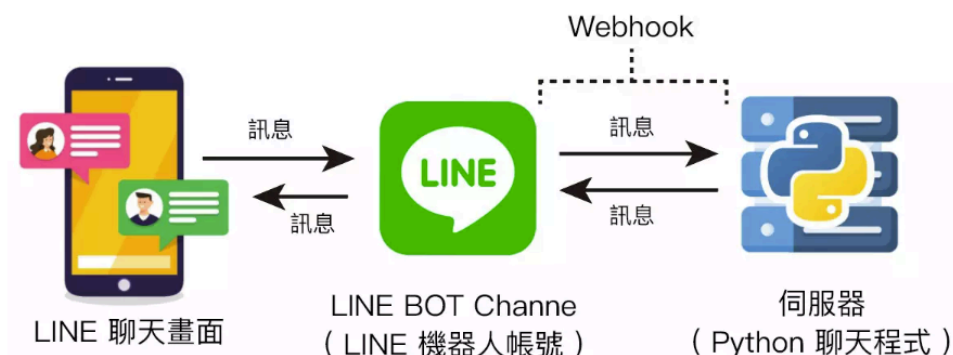 Webhook
訊息
訊息
LINE
訊息
訊息
LINE 聊天畫面
LINE BOT Channe
( LINE 機器人帳號 )
伺服器
( Python 聊天程式 )